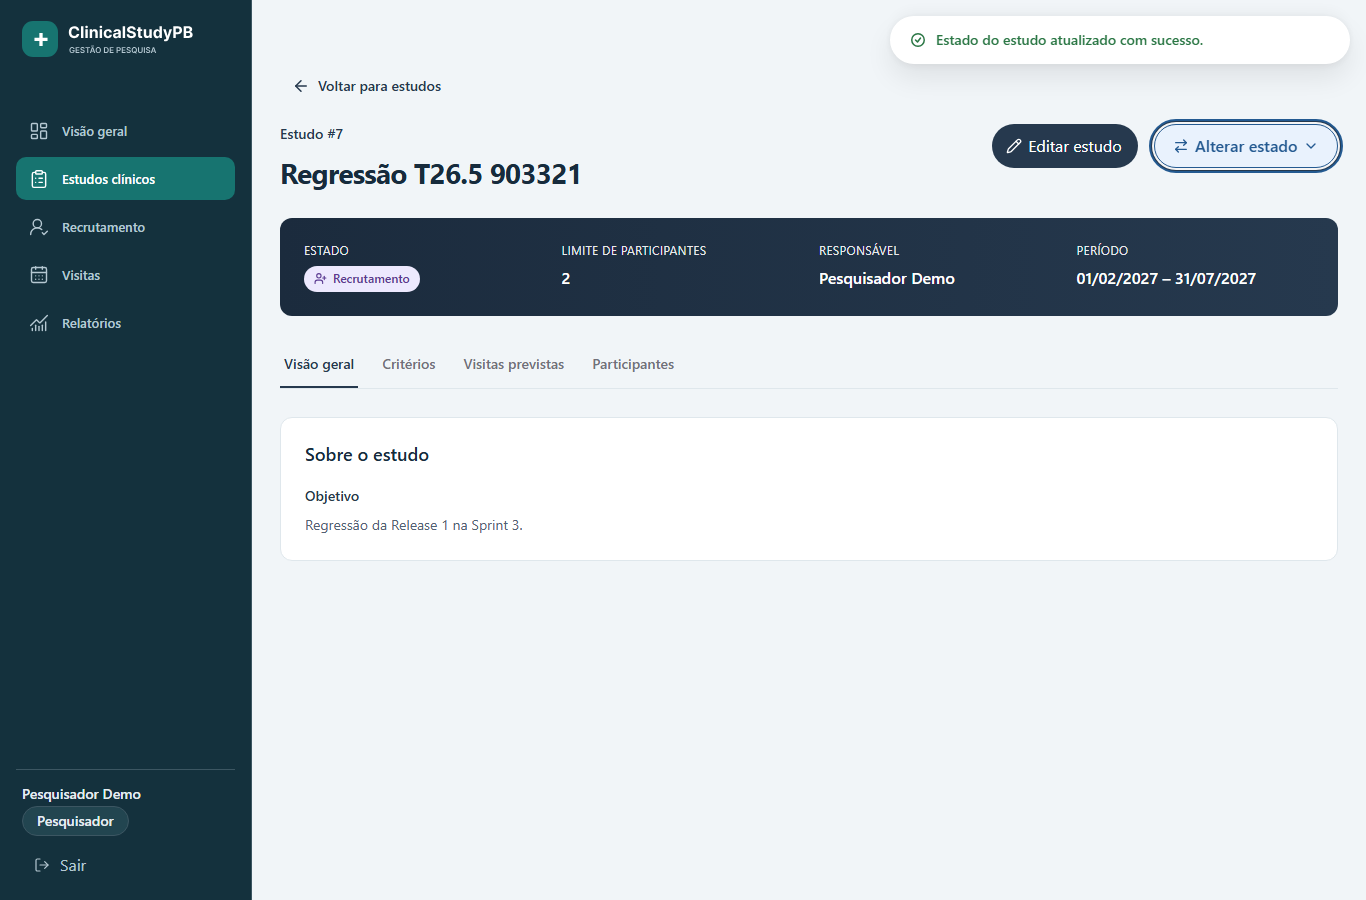 ClinicalStudyPB
GESTÃO DE PESQUISA
Visão geral
Estudos clínicos
Recrutamento
Visitas
Relatórios
Pesquisador Demo
Pesquisador
Sair
Estado do estudo atualizado com sucesso.
Voltar para estudos
Estudo #7
Regressão T26.5 903321
Editar estudo
Alterar estado
ESTADO
Recrutamento
LIMITE DE PARTICIPANTES
2
RESPONSÁVEL
Pesquisador Demo
PERÍODO
01/02/2027 – 31/07/2027
Visão geral
Critérios
Visitas previstas
Participantes
Sobre o estudo
Objetivo
Regressão da Release 1 na Sprint 3.